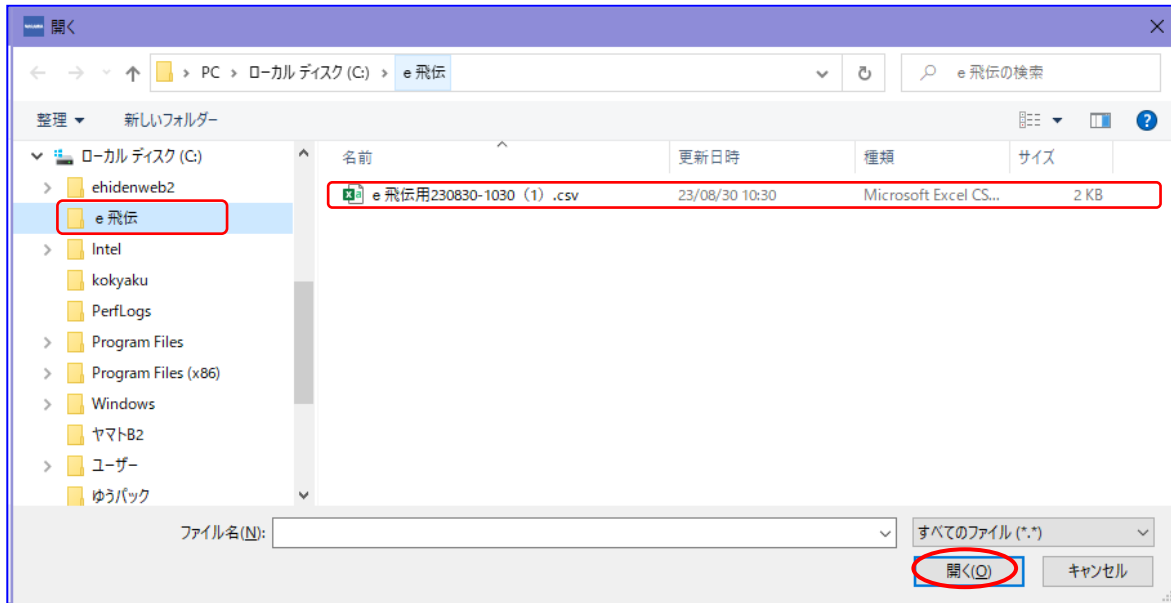 開く
PC › ローカル ディスク (C:) › e 飛伝
e 飛伝の検索
整理
新しいフォルダー
ローカル ディスク (C:)
名前
更新日時
種類
サイズ
ehidenweb2
e 飛伝用230830-1030（1）.csv
23/08/30 10:30
Microsoft Excel CS...
2 KB
e 飛伝
Intel
kokyaku
PerfLogs
Program Files
Program Files (x86)
Windows
ヤマトB2
ユーザー
ゆうパック
ファイル名(N):
すべてのファイル (*.*)
開く(O)
キャンセル